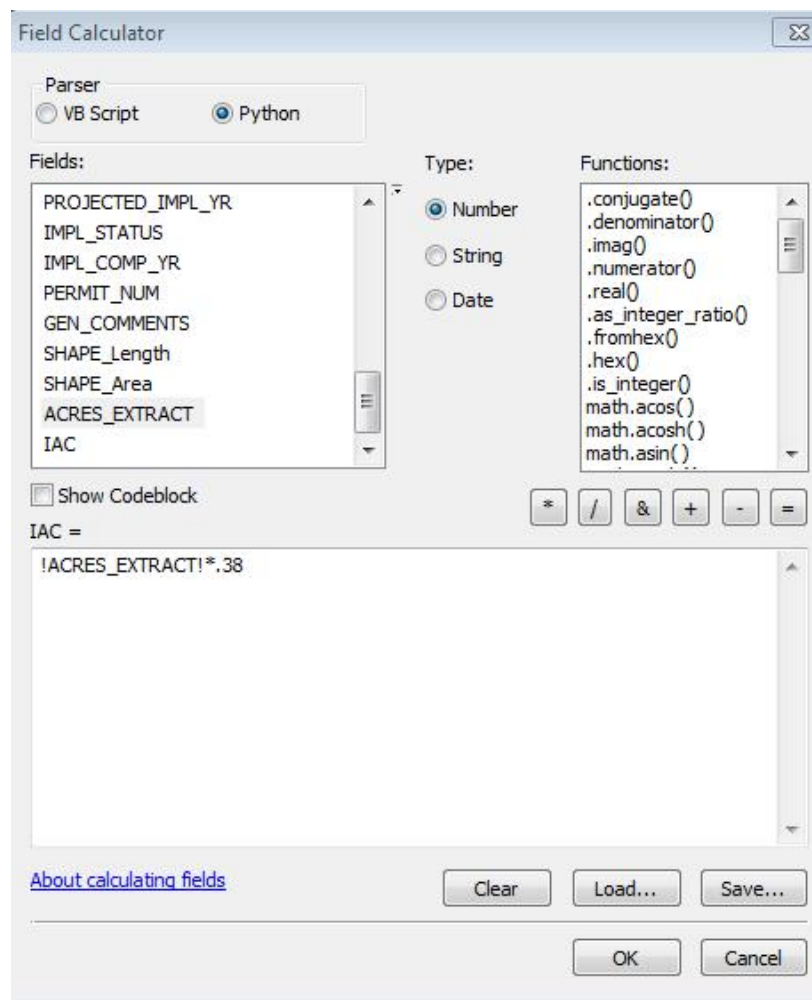 Field Calculator
Parser
VB Script
Python
Fields:
PROJECTED_IMPL_YR
IMPL_STATUS
IMPL_COMP_YR
PERMIT_NUM
GEN_COMMENTS
SHAPE_Length
SHAPE_Area
ACRES_EXTRACT
IAC
Type:
Number
String
Date
Functions:
.conjugate()
.denominator()
.imag()
.numerator()
.real()
.as_integer_ratio()
.fromhex()
.hex()
.is_integer()
math.acos( )
math.acosh( )
math.asin( )
Show Codeblock
* / & + - =
IAC =
!ACRES_EXTRACT!*.38
About calculating fields
Clear
Load...
Save...
OK
Cancel